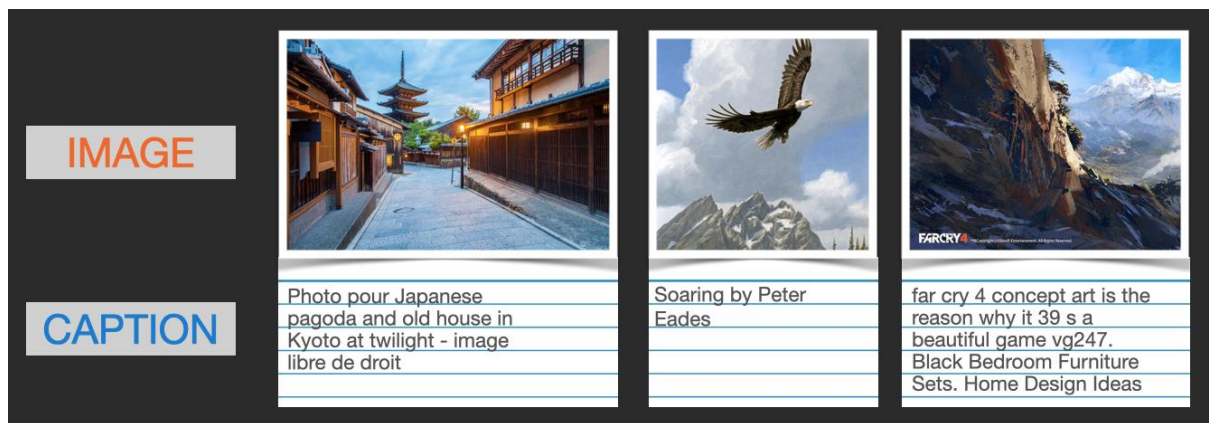 IMAGE
FARCRY4
CAPTION
Photo pour Japanese
pagoda and old house in
Kyoto at twilight - image
libre de droit
Soaring by Peter
Eades
far cry 4 concept art is the
reason why it 39 s a
beautiful game vg247.
Black Bedroom Furniture
Sets. Home Design Ideas